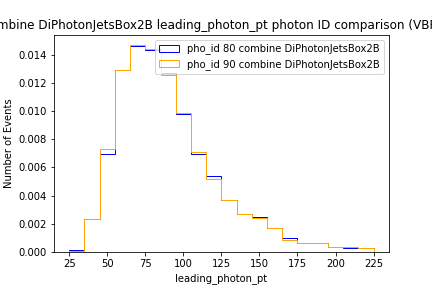 mbine DiPhotonJetsBox2B leading_photon_pt photon ID comparison (VBF
pho_id 80 combine DiPhotonJetsBox2B
pho_id 90 combine DiPhotonJetsBox2B
Number of Events
0.014
0.012
0.010
0.008
0.006
0.004
0.002
0.000
25 50 75 100 125 150 175 200 225
leading_photon_pt